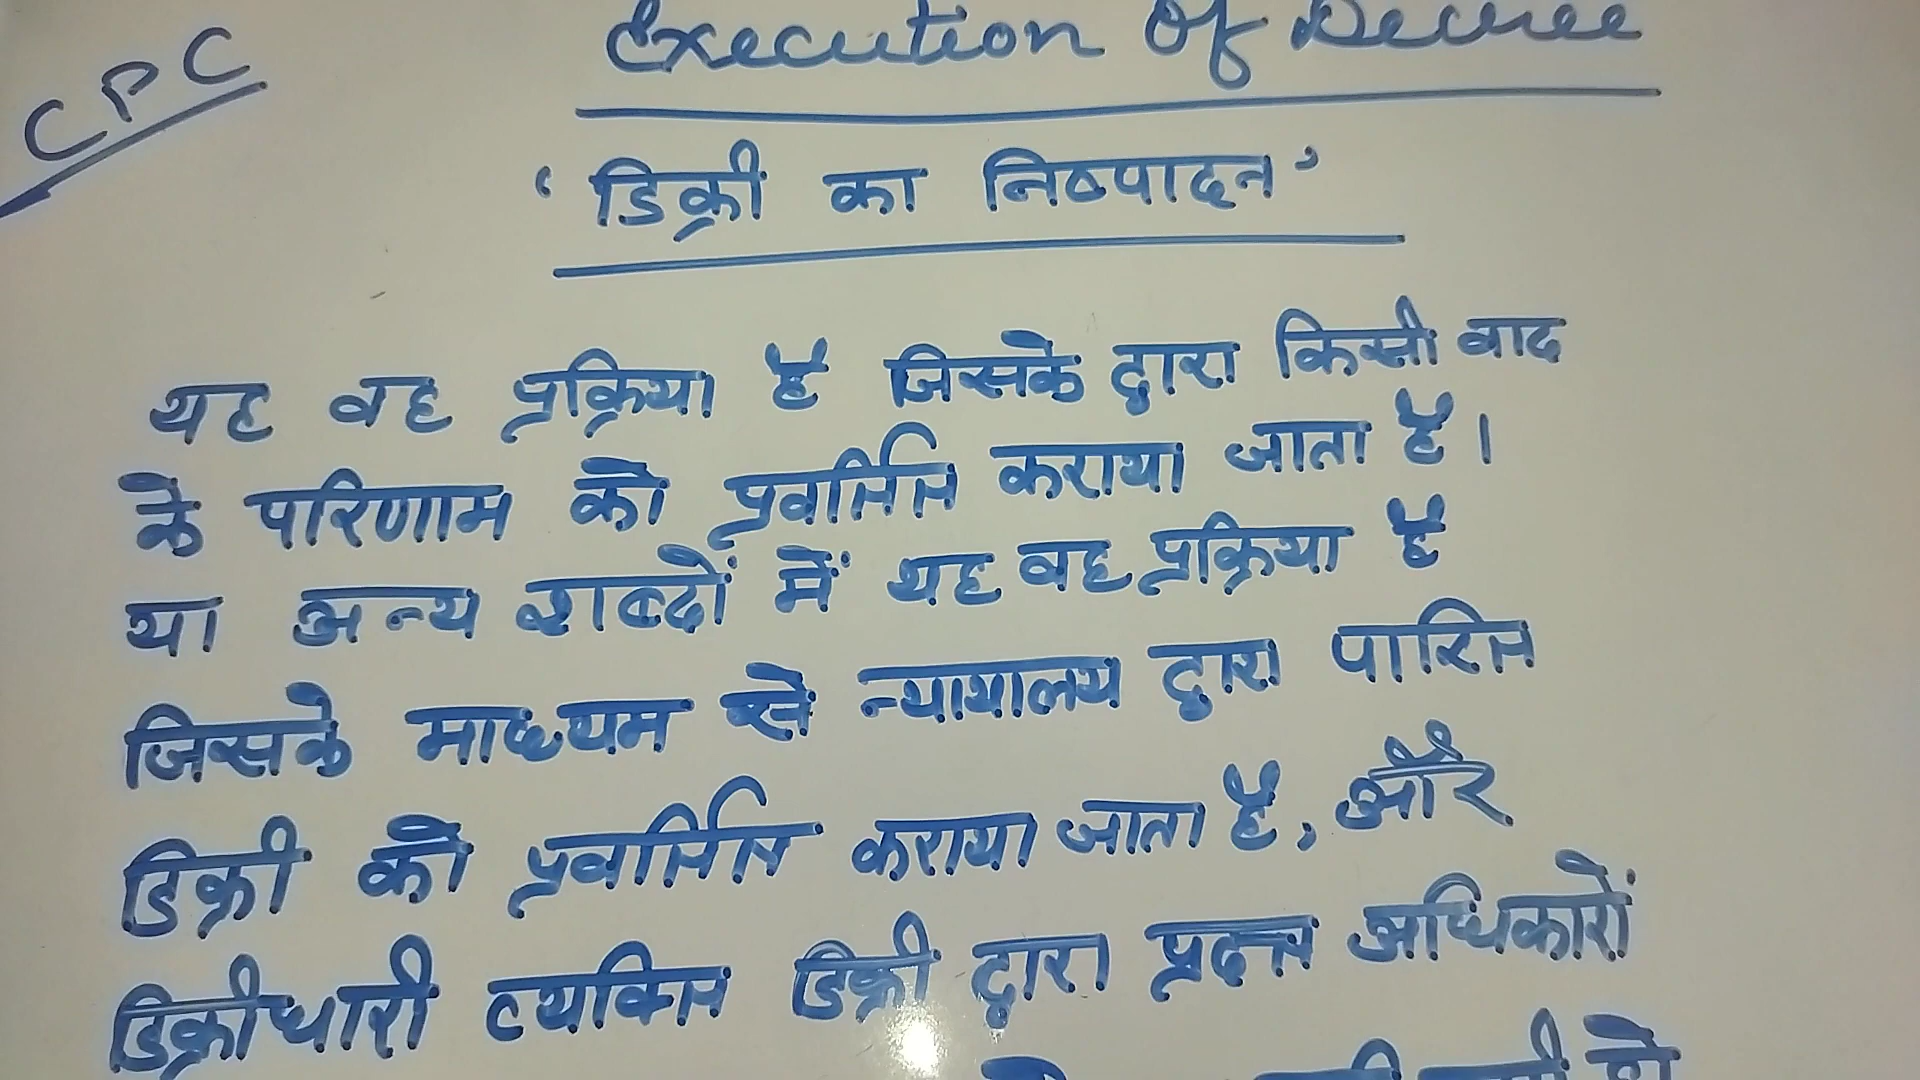 CPC
Execution Of Decree
‘डिक्री का निष्पादन’
यह वह प्रक्रिया है जिसके द्वारा किसी वाद
के परिणाम को प्रवर्तित कराया जाता है।
या अन्य शब्दों में यह वह प्रक्रिया है
जिसके माध्यम से न्यायालय द्वारा पारित
डिक्री को प्रवर्तित कराया जाता है, और
डिक्रीधारी व्यक्ति डिक्री द्वारा प्रदत्त अधिकारों